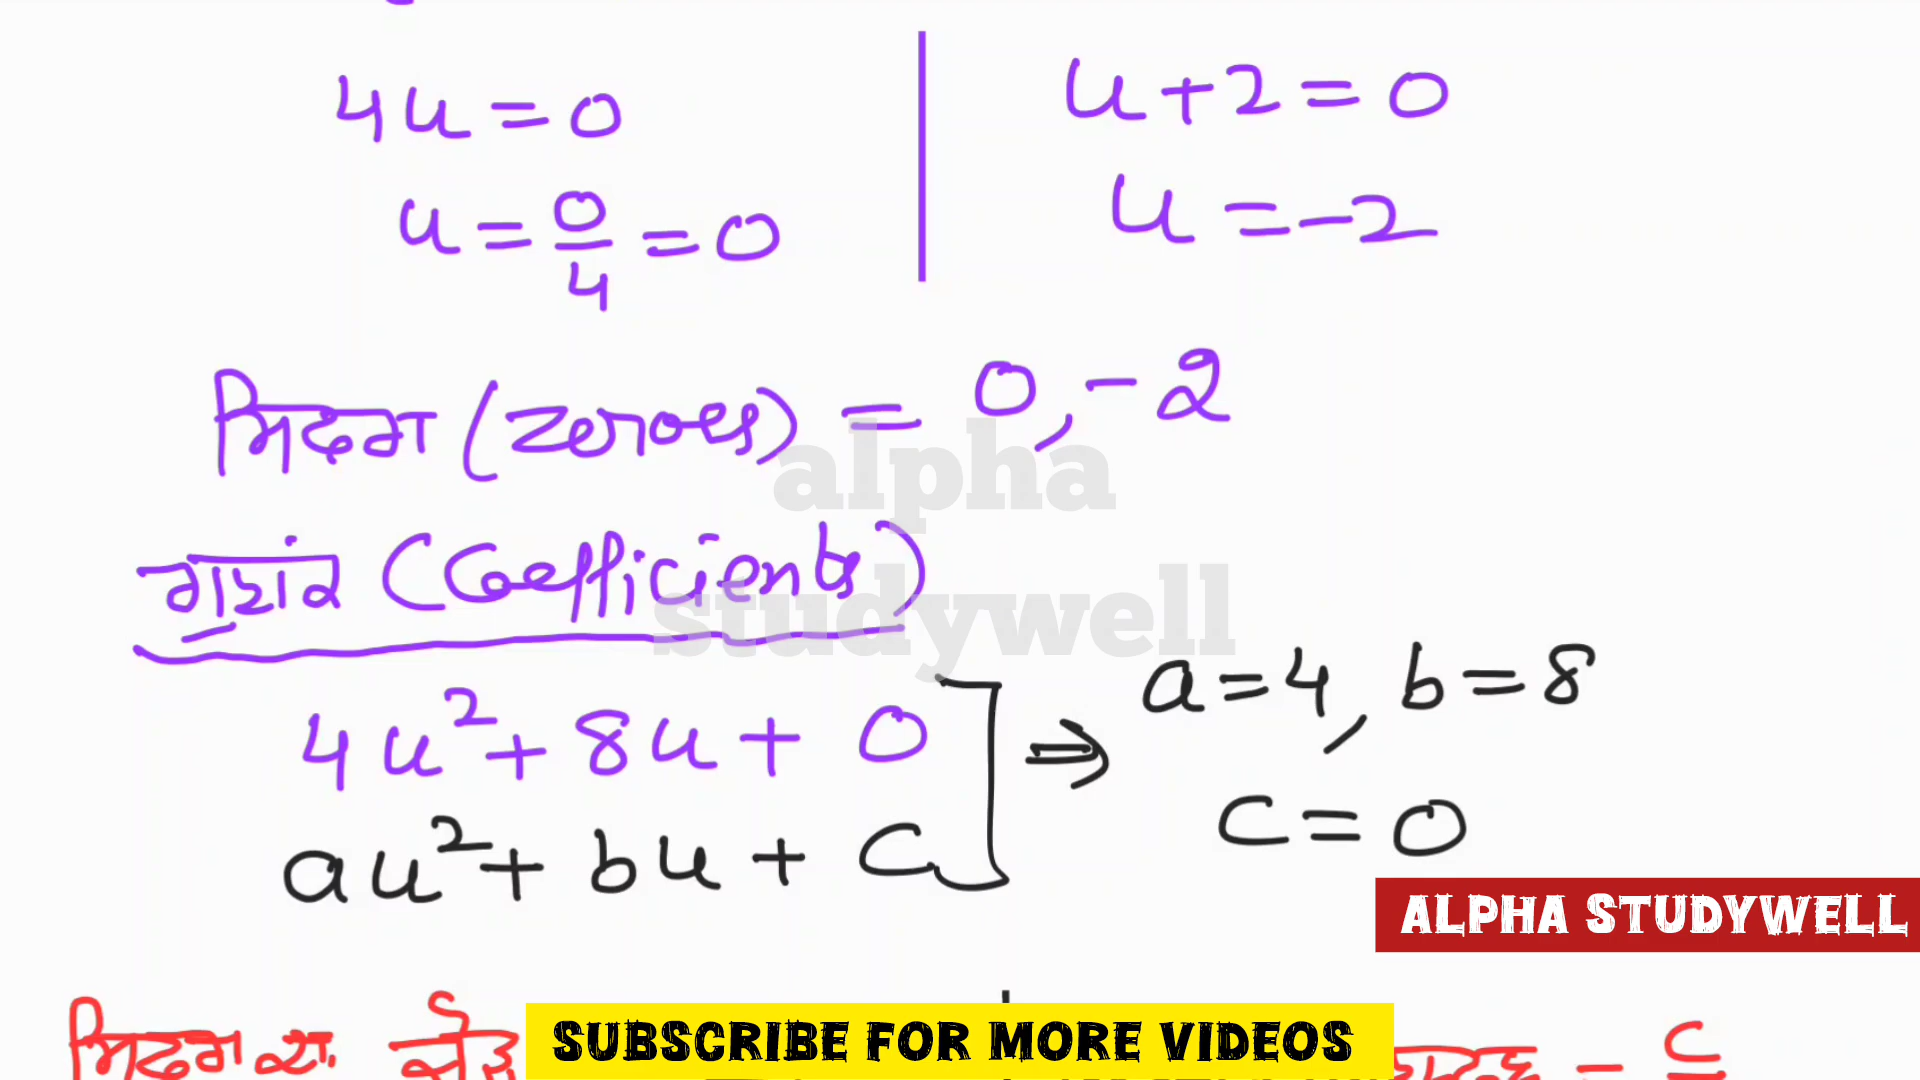 4u = 0
u = 0/4 = 0
u + 2 = 0
u = -2
(zeroes) = 0, -2
(Coefficients)
4u² + 8u + 0
au² + bu + c
⇒ a = 4, b = 8
c = 0
alpha
studywell
ALPHA STUDYWELL
SUBSCRIBE FOR MORE VIDEOS